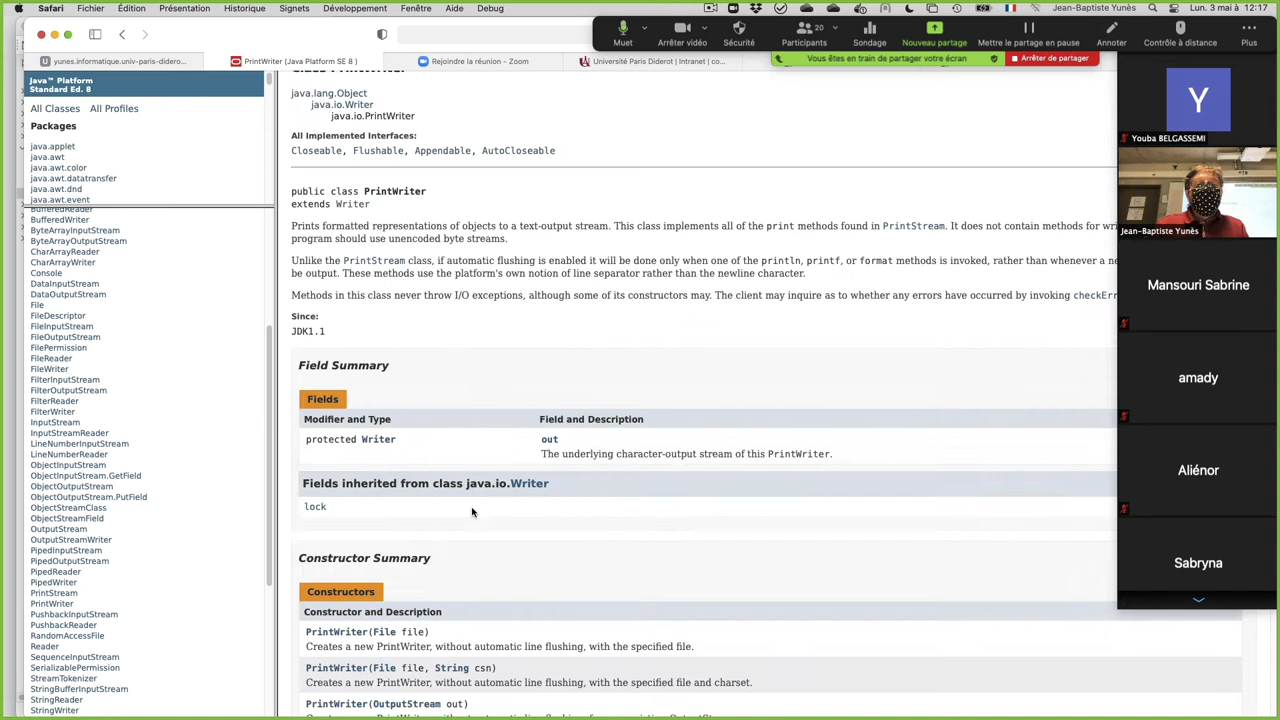 Safari Fichier Édition Présentation Historique Signets Développement Fenêtre Aide Debug Jean-Baptiste Yunès Lun. 3 mai à 12:17
Muet Arrêter vidéo Sécurité Participants 20 Sondage Nouveau partage Mettre le partage en pause Annoter Contrôle à distance Plus
Vous êtes en train de partager votre écran Arrêter de partager
yunes.informatique.univ-paris-didero... PrintWriter (Java Platform SE 8 ) Rejoindre la réunion - Zoom Université Paris Diderot | Intranet | co...
Java™ Platform
Standard Ed. 8
All Classes All Profiles
Packages
java.applet
java.awt
java.awt.color
java.awt.datatransfer
java.awt.dnd
java.awt.event
BufferedReader
BufferedWriter
ByteArrayInputStream
ByteArrayOutputStream
CharArrayReader
CharArrayWriter
Console
DataInputStream
DataOutputStream
File
FileDescriptor
FileInputStream
FileOutputStream
FilePermission
FileReader
FileWriter
FilterInputStream
FilterOutputStream
FilterReader
FilterWriter
InputStream
InputStreamReader
LineNumberInputStream
LineNumberReader
ObjectInputStream
ObjectInputStream.GetField
ObjectOutputStream
ObjectOutputStream.PutField
ObjectStreamClass
ObjectStreamField
OutputStream
OutputStreamWriter
PipedInputStream
PipedOutputStream
PipedReader
PipedWriter
PrintStream
PrintWriter
PushbackInputStream
PushbackReader
RandomAccessFile
Reader
SequenceInputStream
SerializablePermission
StreamTokenizer
StringBufferInputStream
StringReader
StringWriter
java.lang.Object
java.io.Writer
java.io.PrintWriter
All Implemented Interfaces:
Closeable, Flushable, Appendable, AutoCloseable
public class PrintWriter
extends Writer
Prints formatted representations of objects to a text-output stream. This class implements all of the print methods found in PrintStream. It does not contain methods for wri
program should use unencoded byte streams.
Unlike the PrintStream class, if automatic flushing is enabled it will be done only when one of the println, printf, or format methods is invoked, rather than whenever a ne
be output. These methods use the platform's own notion of line separator rather than the newline character.
Methods in this class never throw I/O exceptions, although some of its constructors may. The client may inquire as to whether any errors have occurred by invoking checkErr
Since:
JDK1.1
Field Summary
Fields
Modifier and Type Field and Description
protected Writer out
The underlying character-output stream of this PrintWriter.
Fields inherited from class java.io.Writer
lock
Constructor Summary
Constructors
Constructor and Description
PrintWriter(File file)
Creates a new PrintWriter, without automatic line flushing, with the specified file.
PrintWriter(File file, String csn)
Creates a new PrintWriter, without automatic line flushing, with the specified file and charset.
PrintWriter(OutputStream out)
Y
Youba BELGASSEMI
Jean-Baptiste Yunès
Mansouri Sabrine
amady
Aliénor
Sabryna